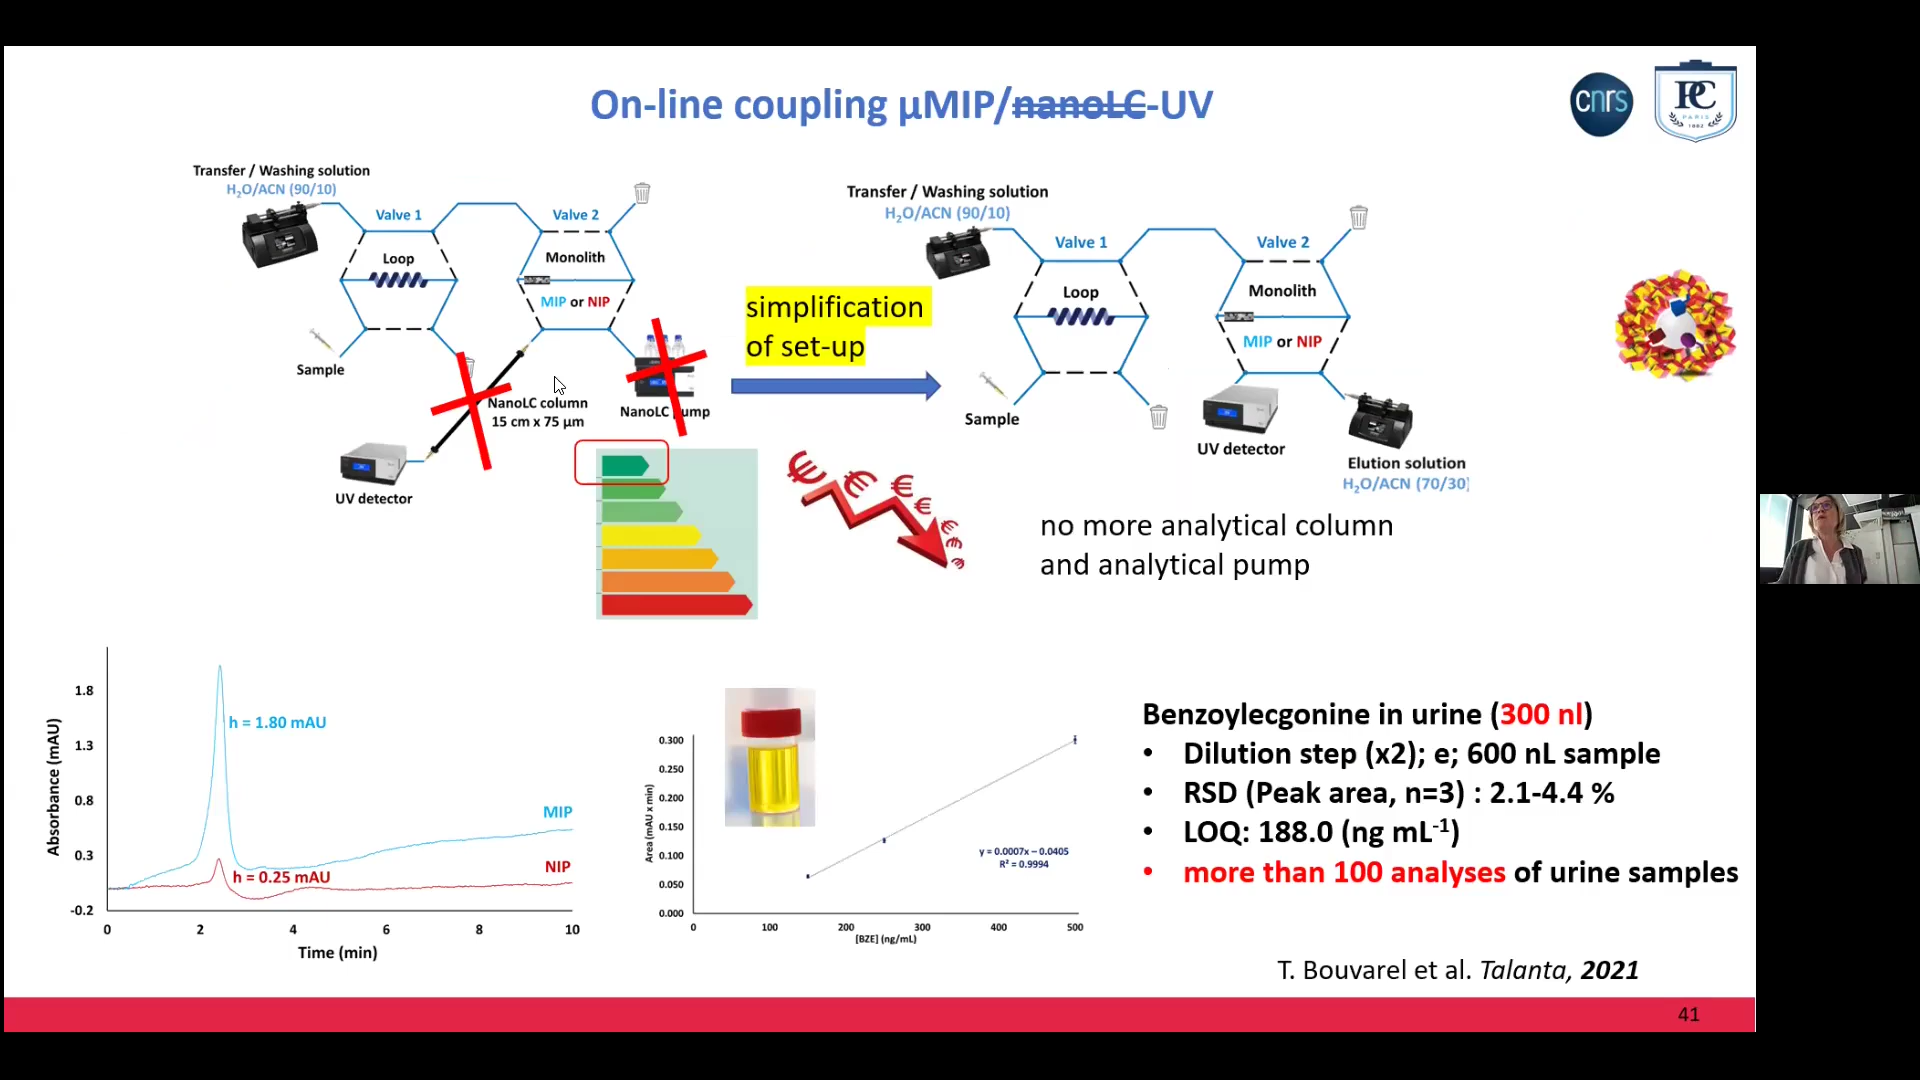 On-line coupling µMIP/nanoLC-UV
cnrs
PC
PARIS
1882
Transfer / Washing solution
H₂O/ACN (90/10)
Valve 1
Valve 2
Loop
Monolith
MIP or NIP
Sample
NanoLC column
15 cm x 75 µm
NanoLC pump
UV detector
simplification
of set-up
Transfer / Washing solution
H₂O/ACN (90/10)
Valve 1
Valve 2
Loop
Monolith
MIP or NIP
Sample
UV detector
Elution solution
H₂O/ACN (70/30)
€ € € € € € €
no more analytical column
and analytical pump
Absorbance (mAU)
1.8
1.3
0.8
0.3
-0.2
h = 1.80 mAU
MIP
NIP
h = 0.25 mAU
0 2 4 6 8 10
Time (min)
Area (mAU x min)
0.300
0.250
0.200
0.150
0.100
0.050
0.000
y = 0.0007x – 0.0405
R² = 0.9994
0 100 200 300 400 500
[BZE] (ng/mL)
Benzoylecgonine in urine (300 nl)
• Dilution step (x2); e; 600 nL sample
• RSD (Peak area, n=3) : 2.1-4.4 %
• LOQ: 188.0 (ng mL⁻¹)
• more than 100 analyses of urine samples
T. Bouvarel et al. Talanta, 2021
41